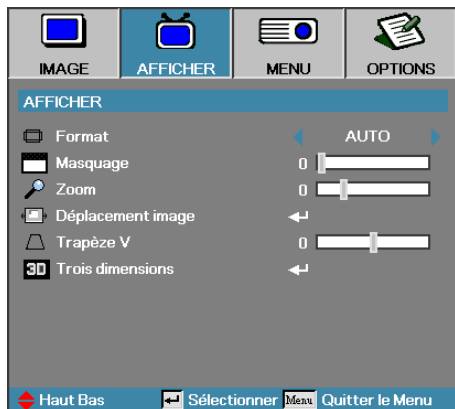 IMAGE AFFICHER MENU OPTIONS
AFFICHER
Format AUTO
Masquage 0
Zoom 0
Déplacement image
Trapèze V 0
3D Trois dimensions
Haut Bas Sélectionner Menu Quitter le Menu